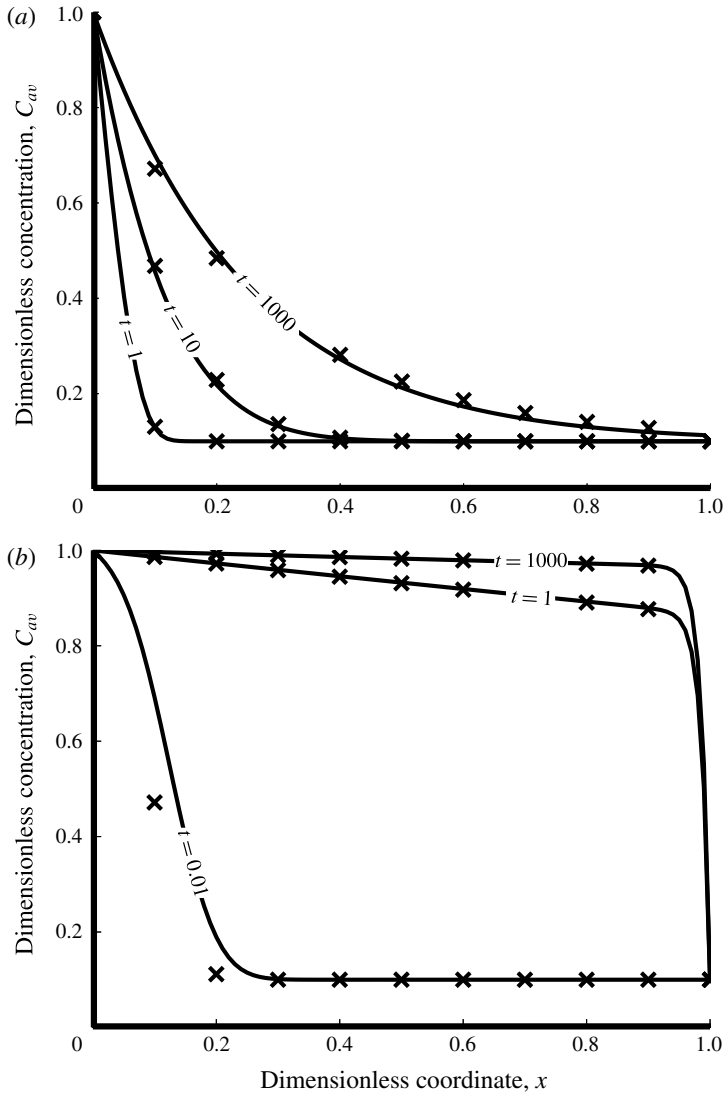 (a)
1.0
0.8
0.6
0.4
0.2
Dimensionless concentration, C_av
t = 1000
t = 10
t = 1
0 0.2 0.4 0.6 0.8 1.0
(b)
1.0
0.8
0.6
0.4
0.2
Dimensionless concentration, C_av
t = 1000
t = 1
t = 0.01
0 0.2 0.4 0.6 0.8 1.0
Dimensionless coordinate, x